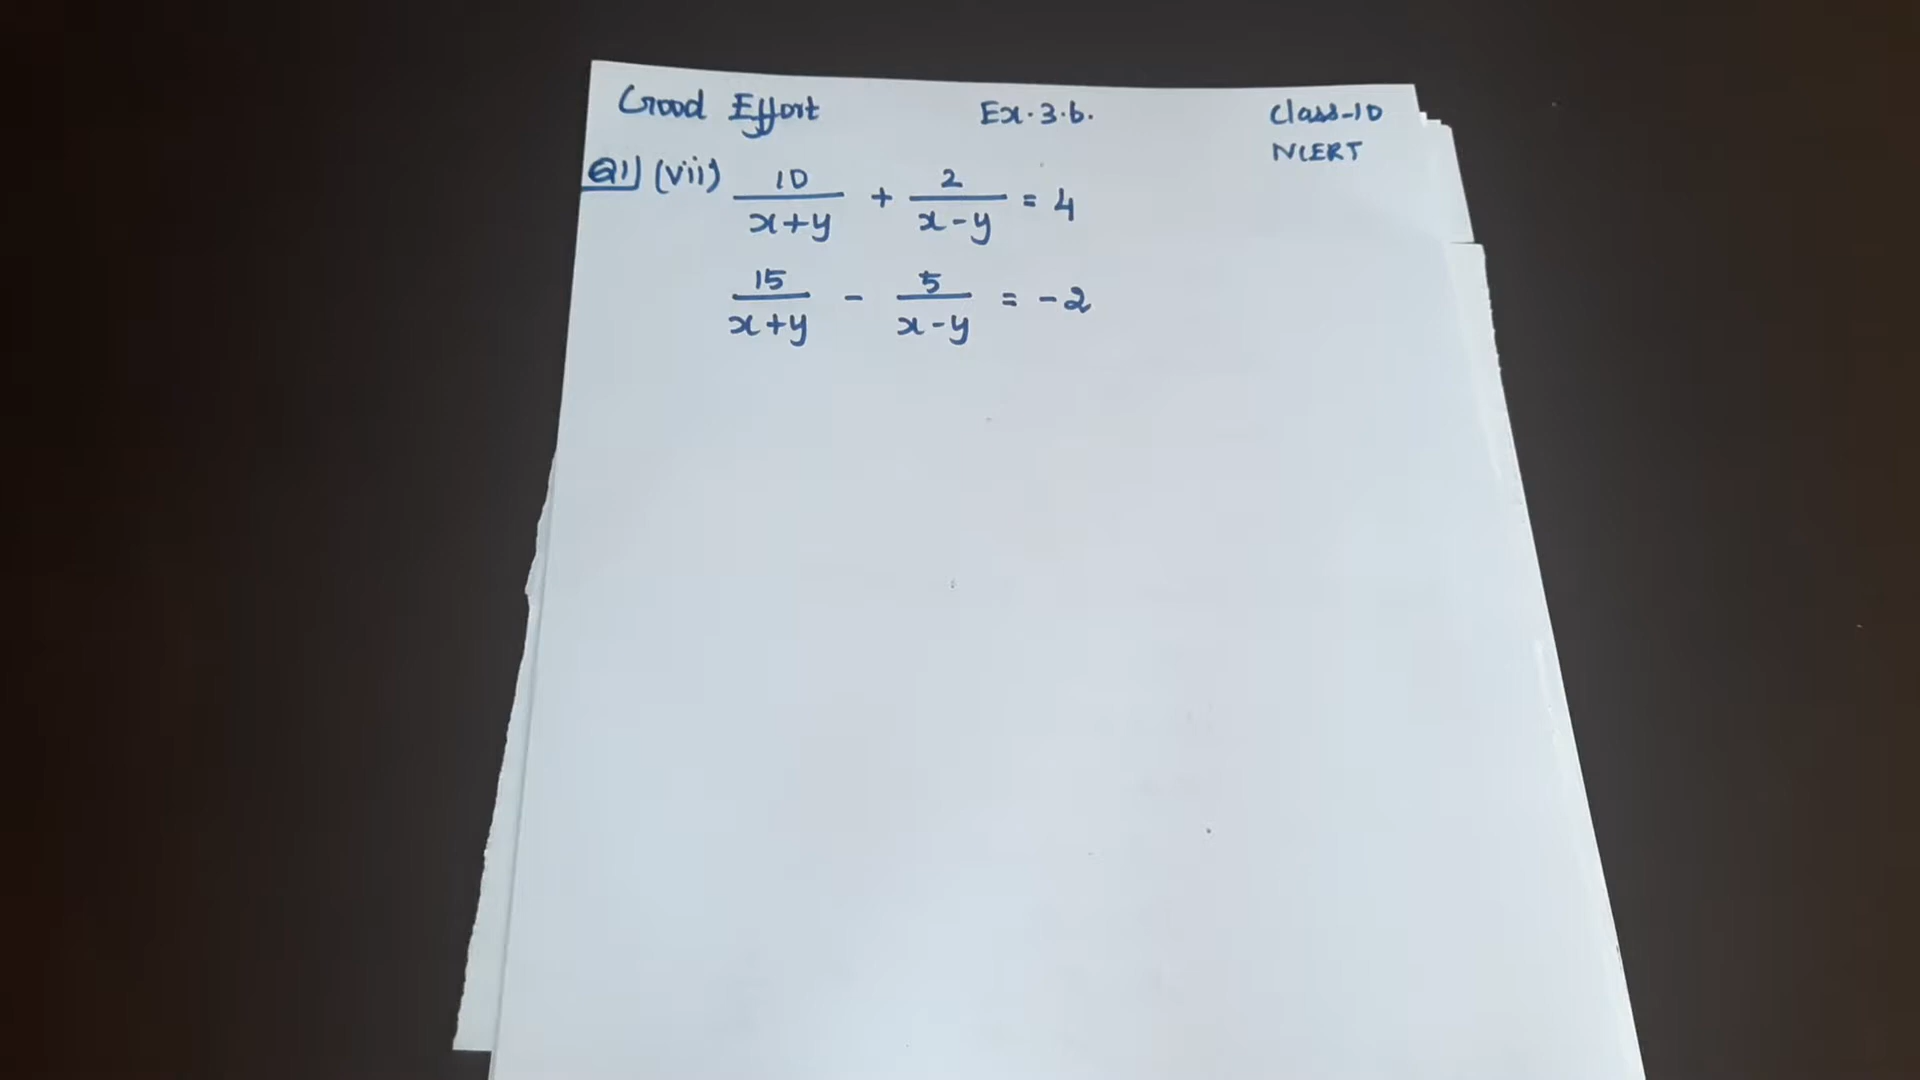 Good Effort Ex. 3.6. Class-10
NCERT
Q1) (vii) 10/(x+y) + 2/(x-y) = 4
15/(x+y) - 5/(x-y) = -2